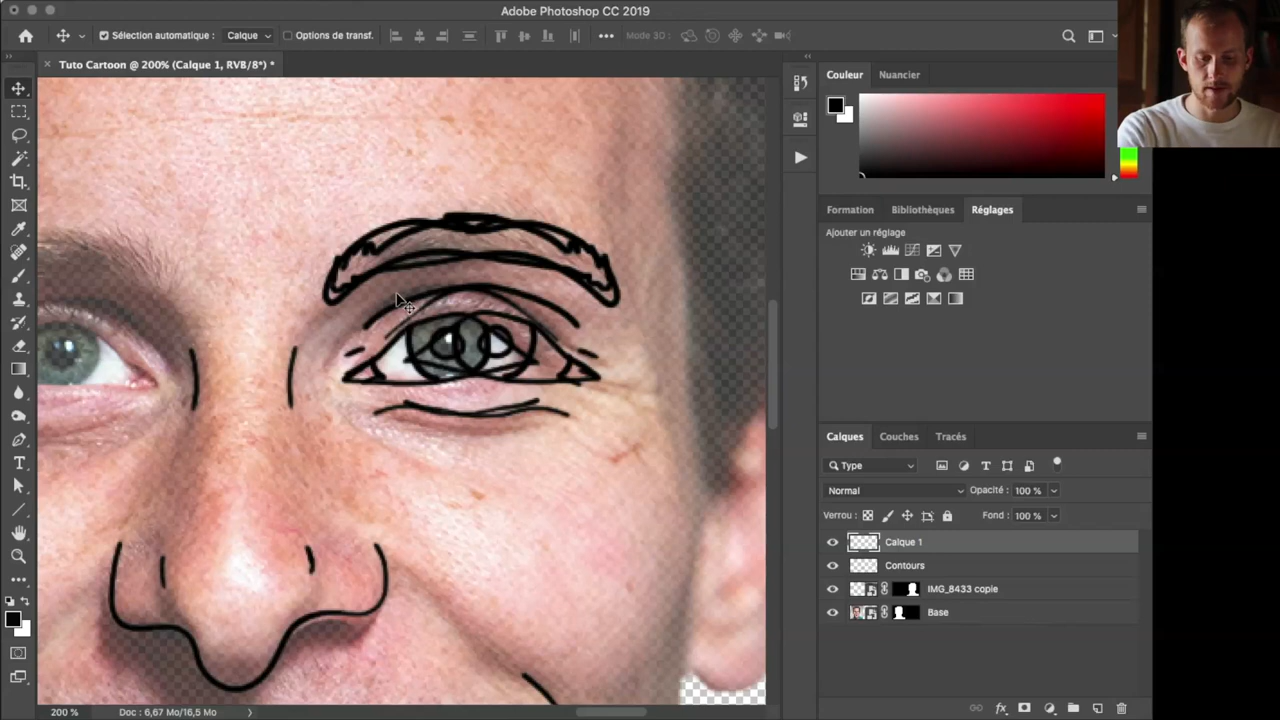 Adobe Photoshop CC 2019
Sélection automatique : Calque Options de transf. Mode 3D :
Tuto Cartoon @ 200% (Calque 1, RVB/8*) *
Couleur Nuancier
Formation Bibliothèques Réglages
Ajouter un réglage
Calques Couches Tracés
Type
Normal Opacité : 100 %
Verrou : Fond : 100 %
Calque 1
Contours
IMG_8433 copie
Base
200 % Doc : 6,67 Mo/16,5 Mo